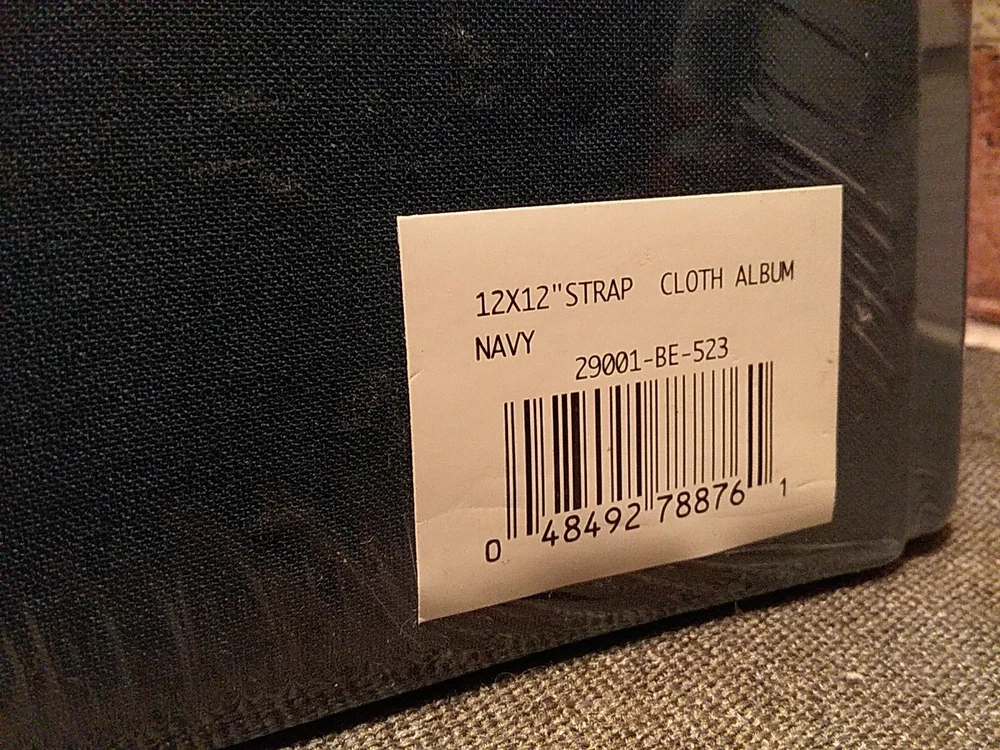 12X12"STRAP CLOTH ALBUM
NAVY
29001-BE-523
0 48492 78876 1